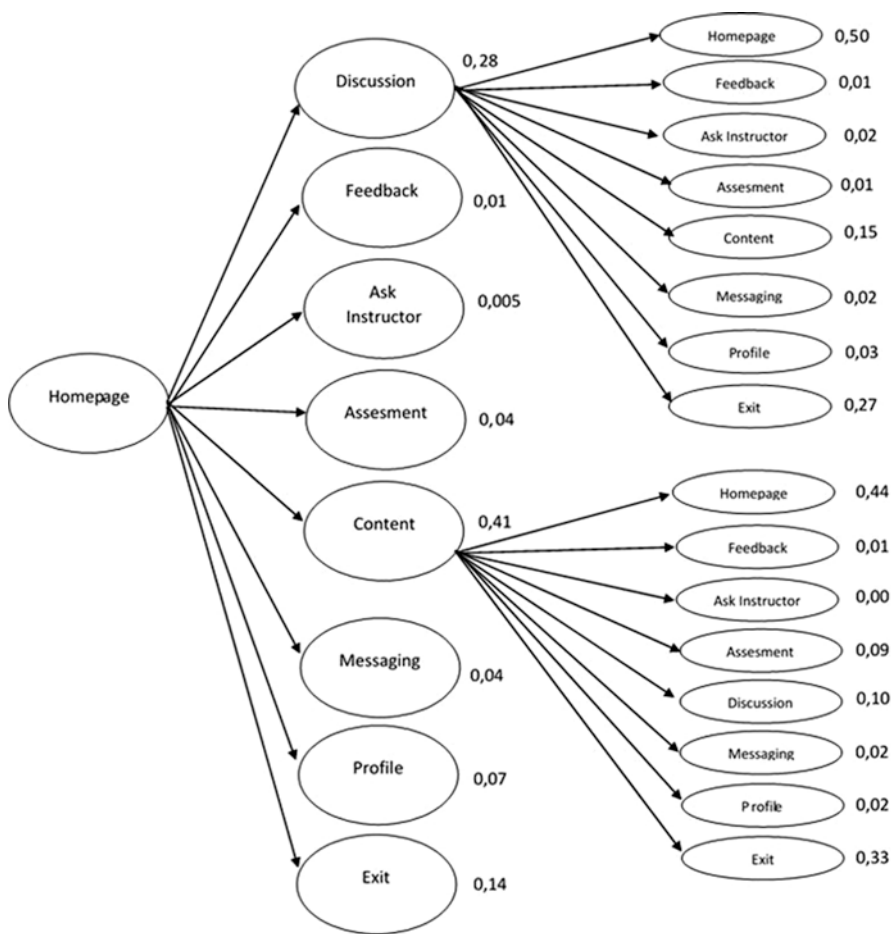 Homepage
Discussion
0,28
Feedback
0,01
Ask
Instructor
0,005
Assesment
0,04
Content
0,41
Messaging
0,04
Profile
0,07
Exit
0,14
Homepage
0,50
Feedback
0,01
Ask Instructor
0,02
Assesment
0,01
Content
0,15
Messaging
0,02
Profile
0,03
Exit
0,27
Homepage
0,44
Feedback
0,01
Ask Instructor
0,00
Assesment
0,09
Discussion
0,10
Messaging
0,02
Profile
0,02
Exit
0,33